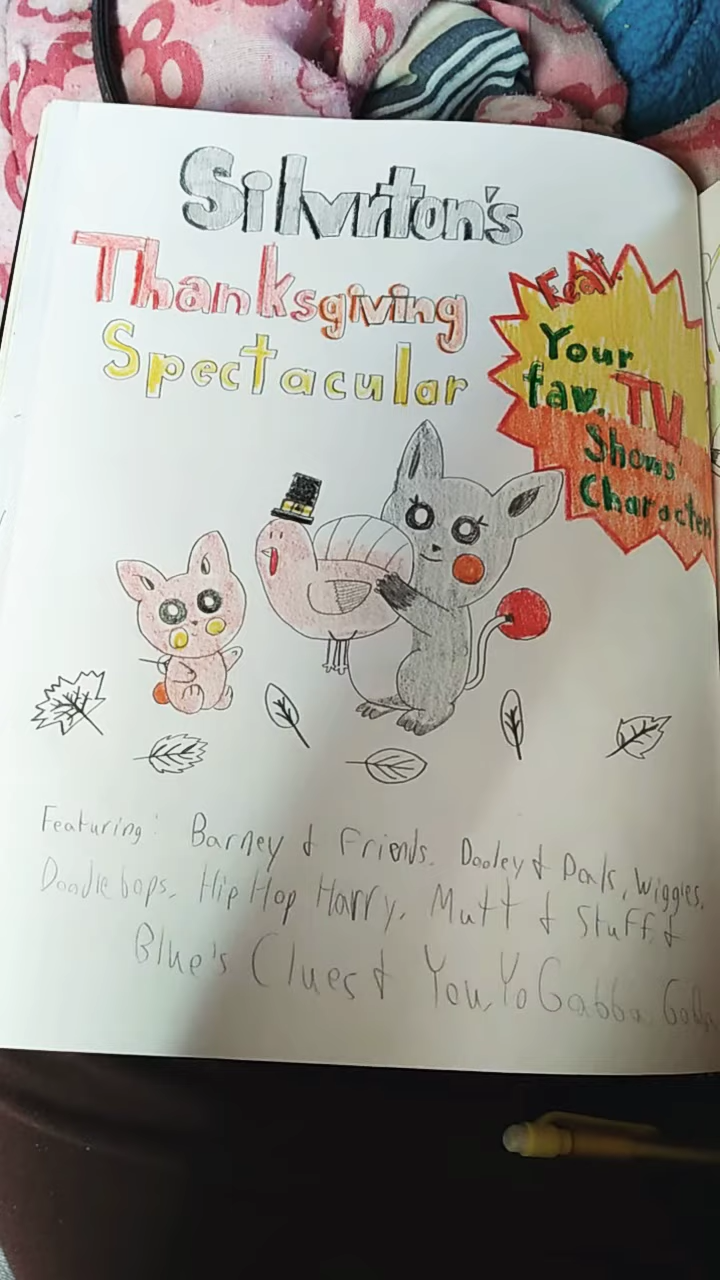 Silvrton's
Thanksgiving
Spectacular
Feat.
Your
fav. TV
Shows
Characters
Featuring: Barney & Friends. Dooley & Pals, Wiggles,
Doodlebops, Hip Hop Harry, Mutt & Stuff, &
Blue's Clues & You, Yo Gabba Gabba